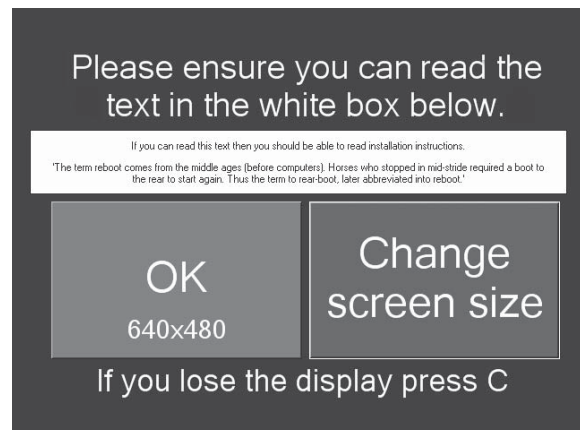 Please ensure you can read the
text in the white box below.
If you can read this text then you should be able to read installation instructions.
'The term reboot comes from the middle ages (before computers). Horses who stopped in mid-stride required a boot to
the rear to start again. Thus the term to rear-boot, later abbreviated into reboot.'
OK
640x480
Change
screen size
If you lose the display press C